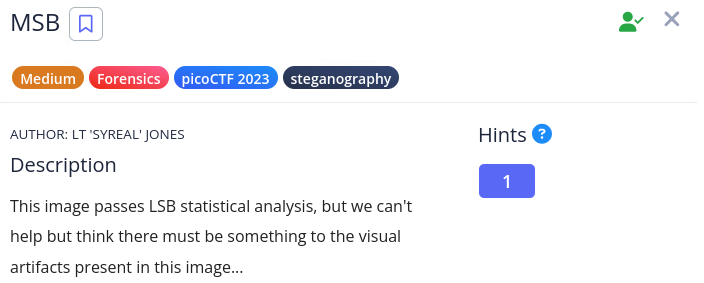 MSB
Medium
Forensics
picoCTF 2023
steganography
AUTHOR: LT 'SYREAL' JONES
Description
This image passes LSB statistical analysis, but we can't
help but think there must be something to the visual
artifacts present in this image...
Hints ?
1